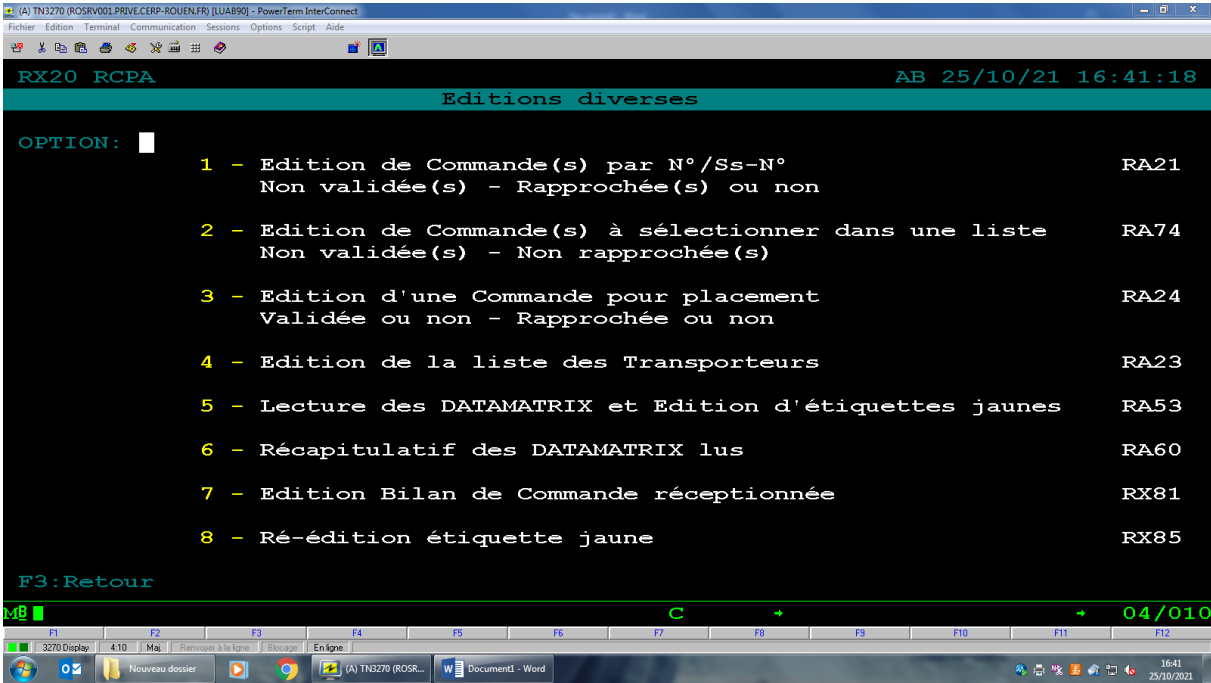 (A) TN3270 (ROSRV001.PRIVE.CERP-ROUEN.FR) [LUAB90] - PowerTerm InterConnect
Fichier Edition Terminal Communication Sessions Options Script Aide
RX20 RCPA AB 25/10/21 16:41:18
Editions diverses
OPTION:
1 - Edition de Commande(s) par N°/Ss-N° RA21
Non validée(s) - Rapprochée(s) ou non
2 - Edition de Commande(s) à sélectionner dans une liste RA74
Non validée(s) - Non rapprochée(s)
3 - Edition d'une Commande pour placement RA24
Validée ou non - Rapprochée ou non
4 - Edition de la liste des Transporteurs RA23
5 - Lecture des DATAMATRIX et Edition d'étiquettes jaunes RA53
6 - Récapitulatif des DATAMATRIX lus RA60
7 - Edition Bilan de Commande réceptionnée RX81
8 - Ré-édition étiquette jaune RX85
F3:Retour
MB C → → 04/010
F1 F2 F3 F4 F5 F6 F7 F8 F9 F10 F11 F12
3270 Display 4:10 Maj. Renvoyer à la ligne Blocage En ligne
Nouveau dossier (A) TN3270 (ROSR... Document1 - Word 16:41
25/10/2021